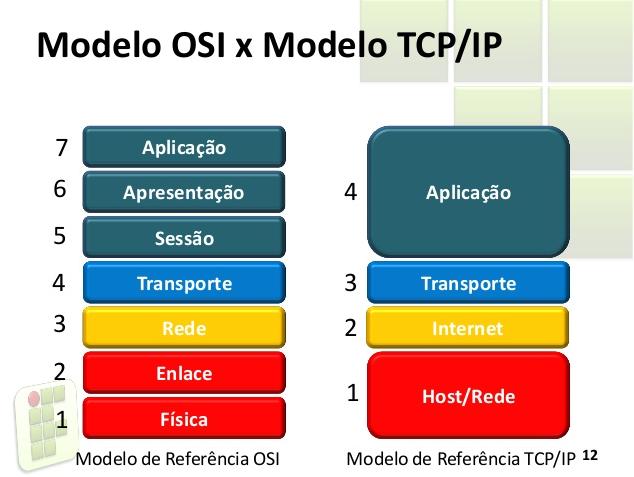 Modelo OSI x Modelo TCP/IP
7 Aplicação
6 Apresentação
5 Sessão
4 Transporte
3 Rede
2 Enlace
1 Física
Modelo de Referência OSI
4 Aplicação
3 Transporte
2 Internet
1 Host/Rede
Modelo de Referência TCP/IP
12